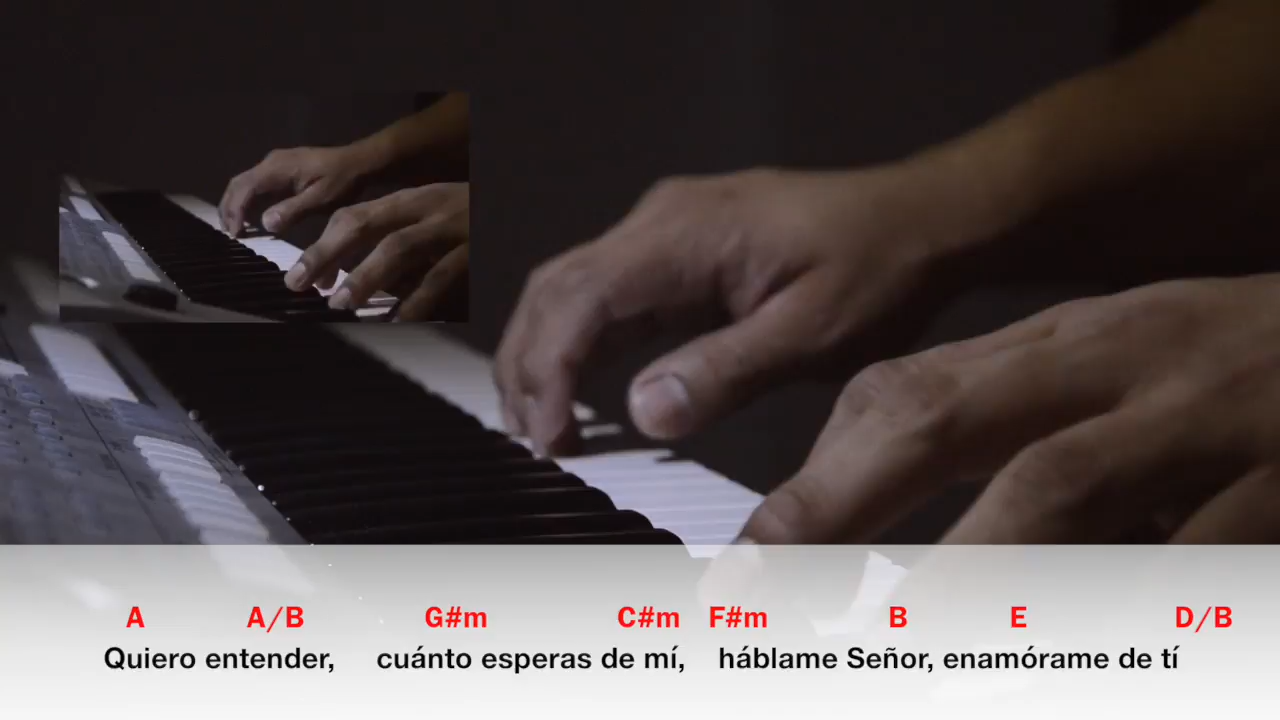 A A/B G#m C#m F#m B E D/B
Quiero entender, cuánto esperas de mí, háblame Señor, enamórame de tí